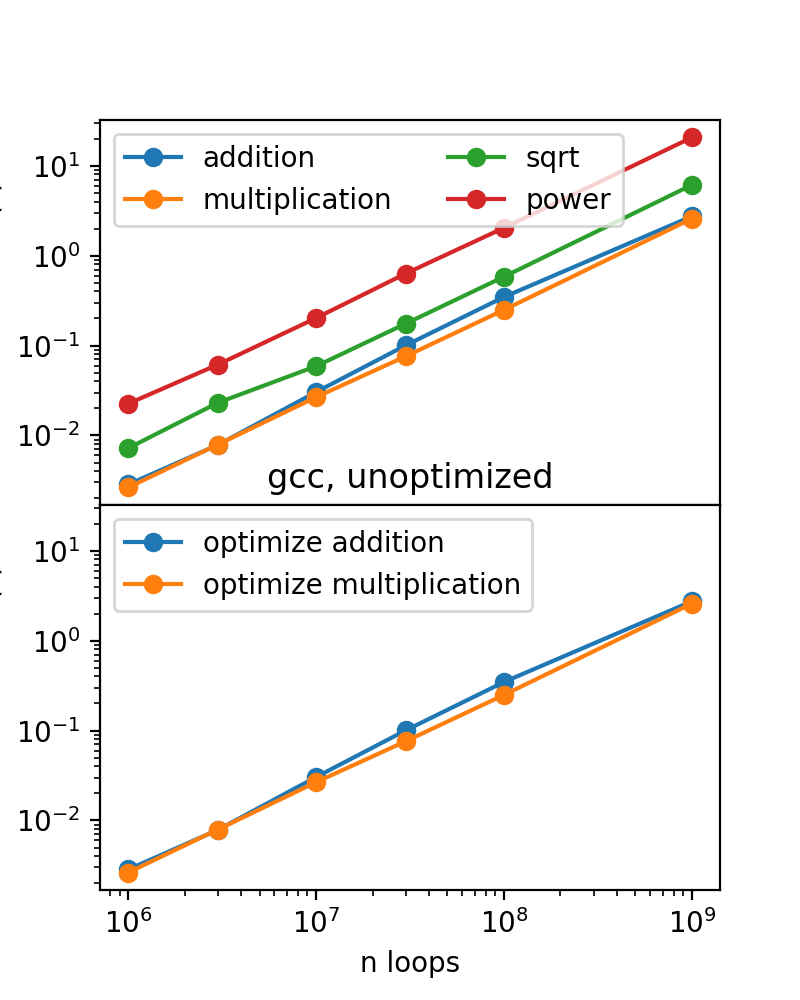 addition
sqrt
multiplication
power
10¹
10⁰
10⁻¹
10⁻²
gcc, unoptimized
optimize addition
optimize multiplication
10¹
10⁰
10⁻¹
10⁻²
10⁶ 10⁷ 10⁸ 10⁹
n loops